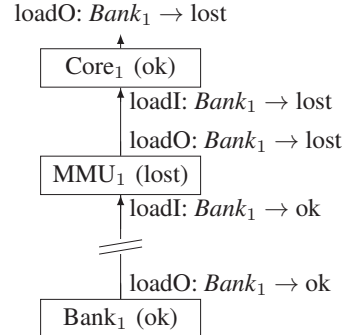 loadO: Bank₁ → lost
Core₁ (ok)
loadI: Bank₁ → lost
loadO: Bank₁ → lost
MMU₁ (lost)
loadI: Bank₁ → ok
loadO: Bank₁ → ok
Bank₁ (ok)